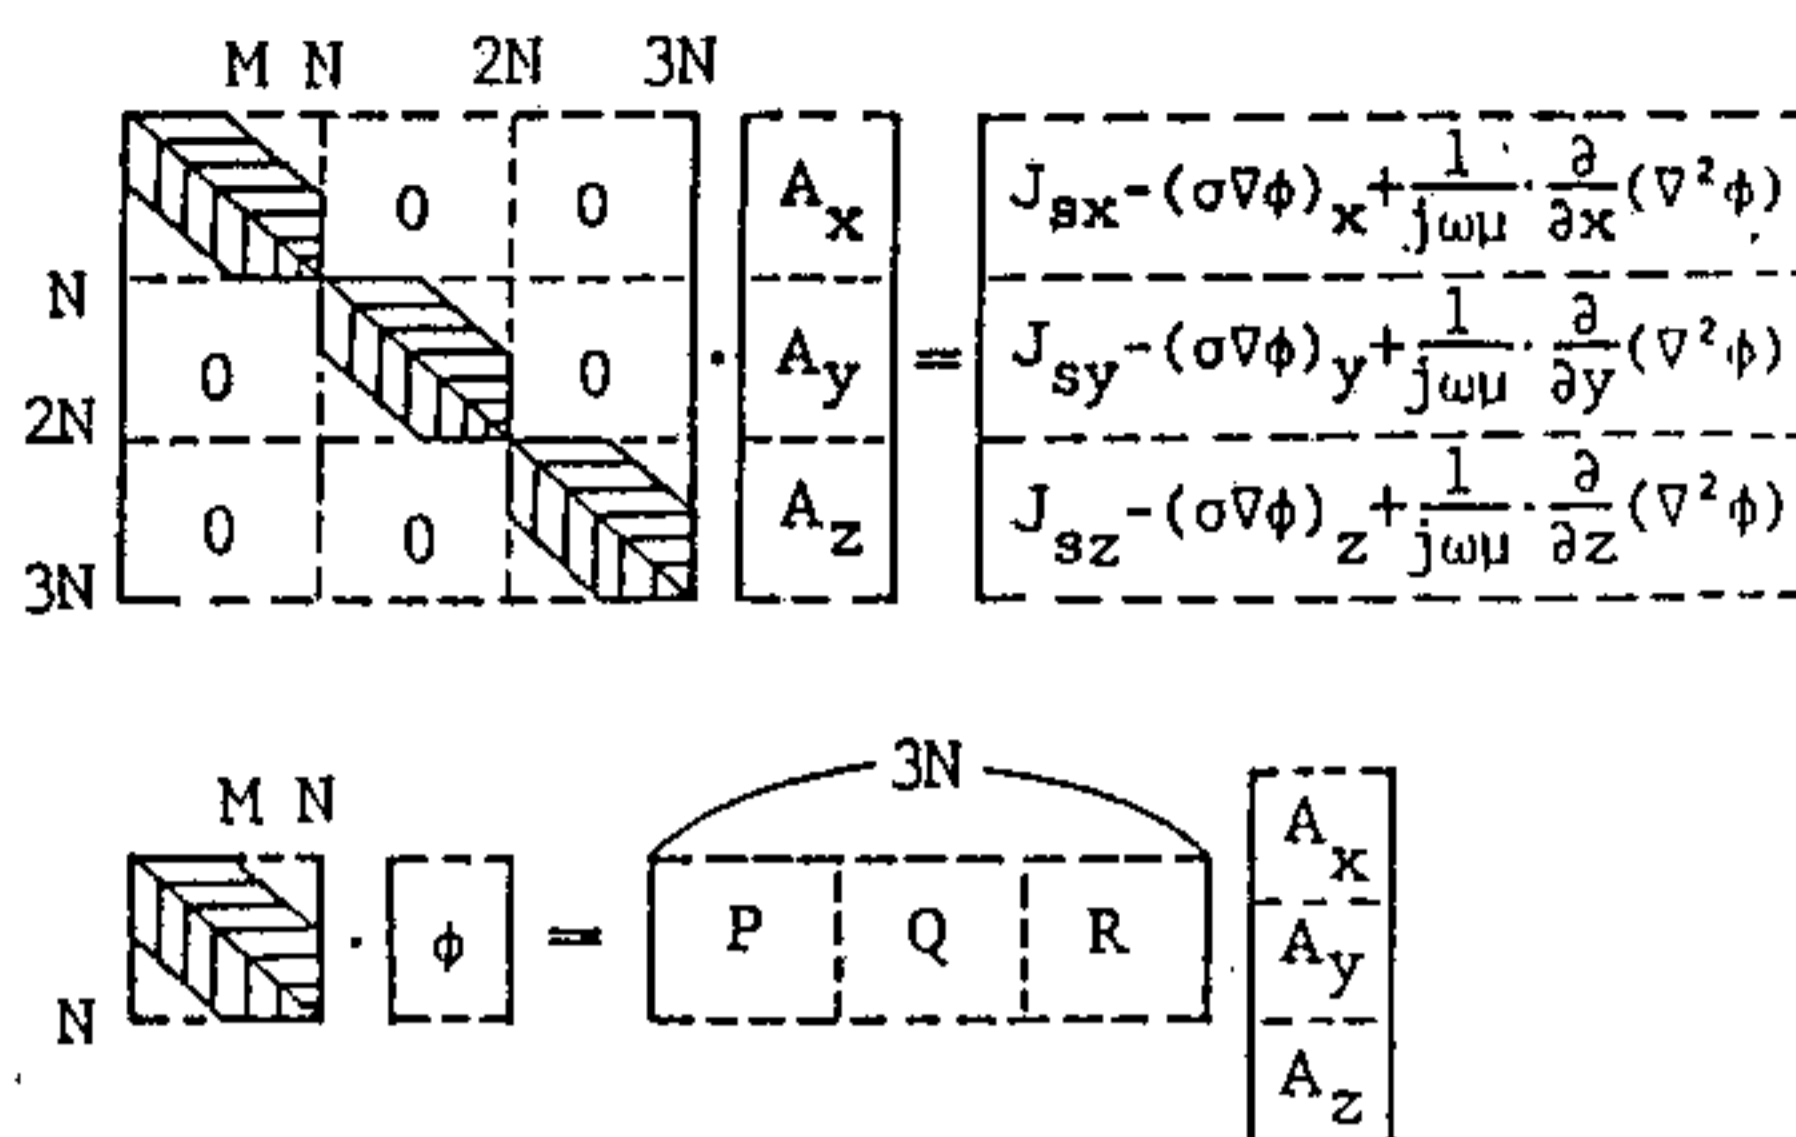 M N 2N 3N
0 0 A_x J_sx-(σ∇φ)_x+1/jωμ·∂/∂x(∇²φ)
N
0 0 · A_y = J_sy-(σ∇φ)_y+1/jωμ·∂/∂y(∇²φ)
2N
0 0 A_z J_sz-(σ∇φ)_z+1/jωμ·∂/∂z(∇²φ)
3N
3N
M N
A_x
· φ = P Q R A_y
N
A_z